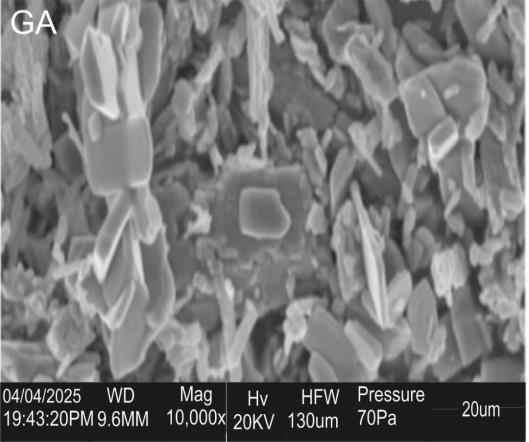 GA
04/04/2025 WD Mag Hv HFW Pressure
19:43:20PM 9.6MM 10,000x 20KV 130um 70Pa 20um